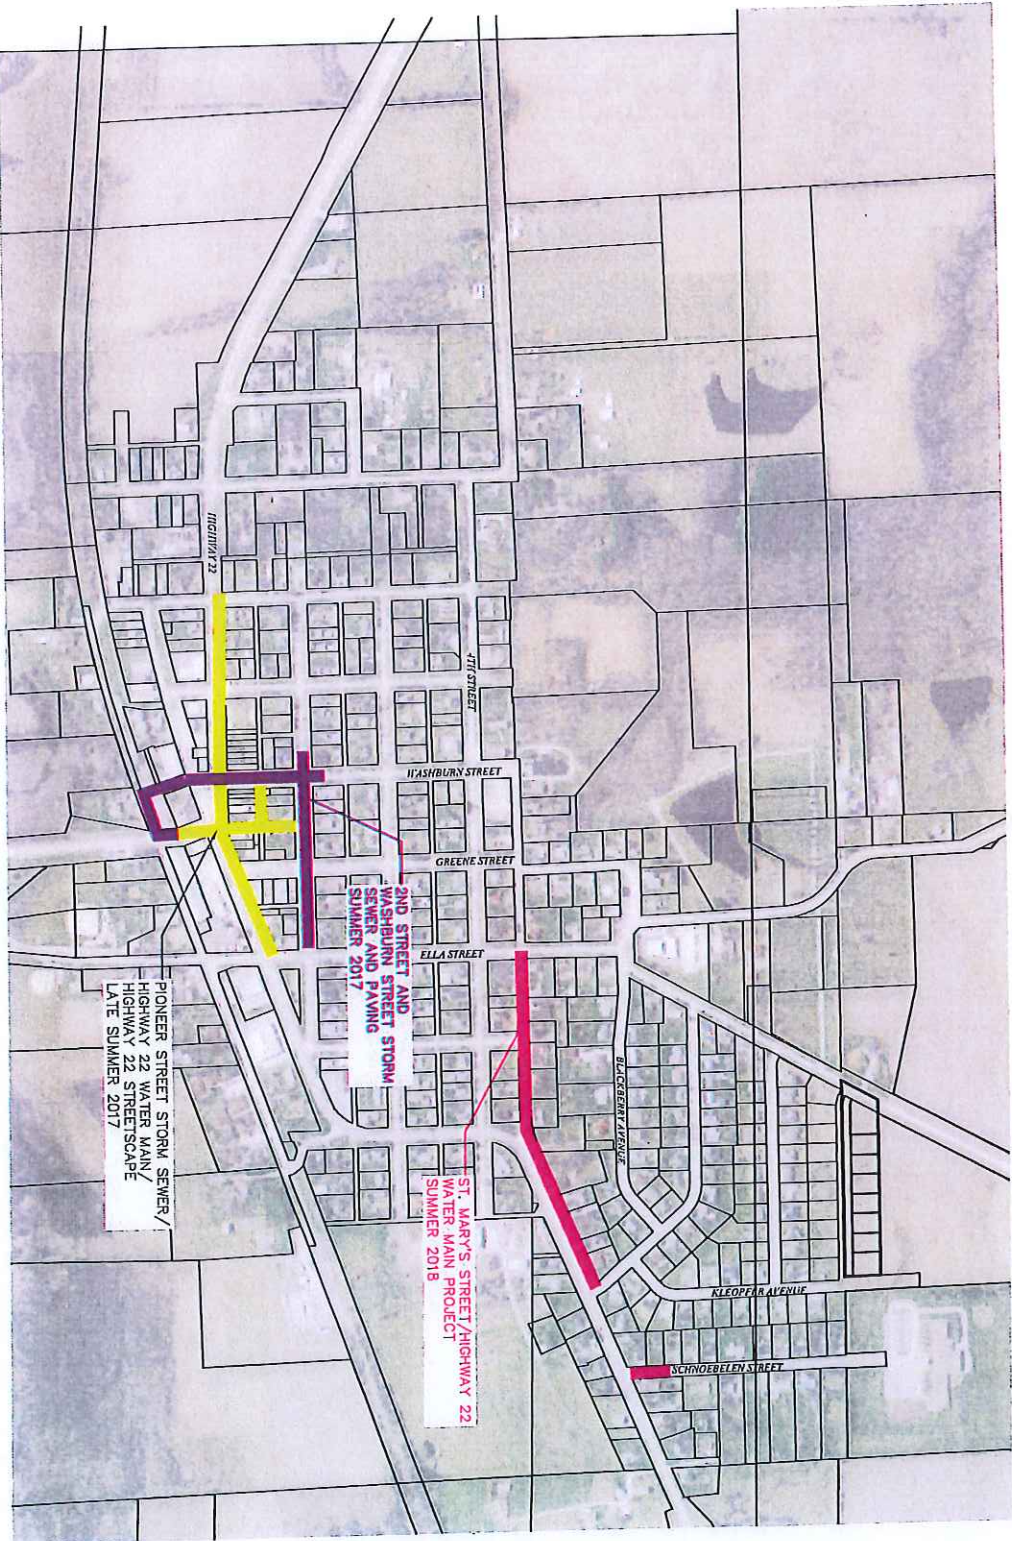 HIGHWAY 22
4TH STREET
WASHBURN STREET
GREENE STREET
ELLA STREET
BLACKBERRY AVENUE
KLEOPFER AVENUE
SCHNOEBELEN STREET
2ND STREET AND
WASHBURN STREET STORM
SEWER AND PAVING
SUMMER 2017
ST. MARY'S STREET/HIGHWAY 22
WATER MAIN PROJECT
SUMMER 2018
PIONEER STREET STORM SEWER/
HIGHWAY 22 WATER MAIN/
HIGHWAY 22 STREETSCAPE
LATE SUMMER 2017